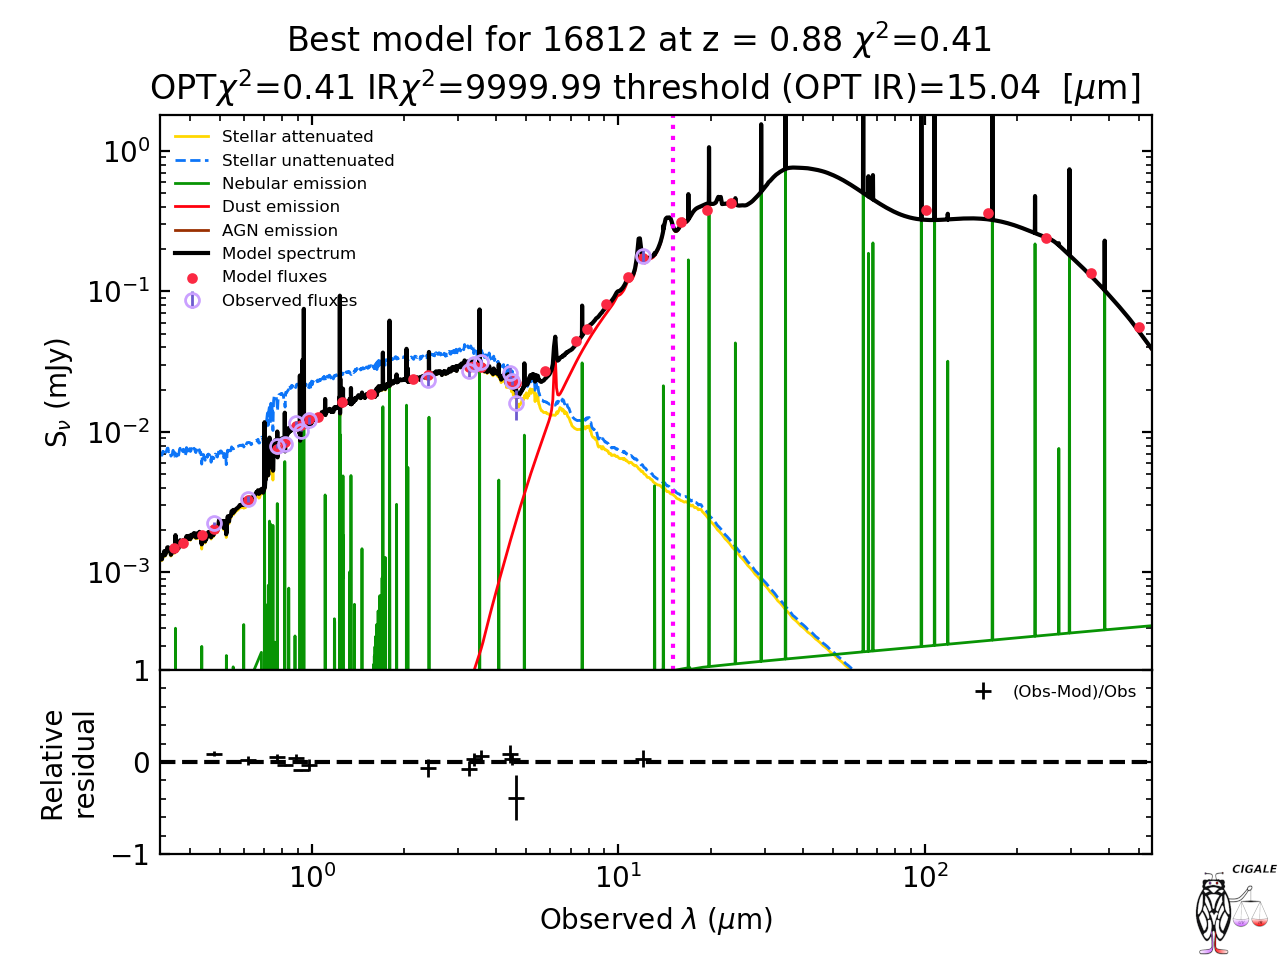 Best model for 16812 at z = 0.88 χ²=0.41
OPTχ²=0.41 IRχ²=9999.99 threshold (OPT IR)=15.04 [μm]
Stellar attenuated
Stellar unattenuated
Nebular emission
Dust emission
AGN emission
Model spectrum
Model fluxes
Observed fluxes
10⁰
10⁻¹
10⁻²
10⁻³
S_ν (mJy)
1
0
−1
Relative
residual
(Obs-Mod)/Obs
10⁰ 10¹ 10²
Observed λ (μm)
CIGALE